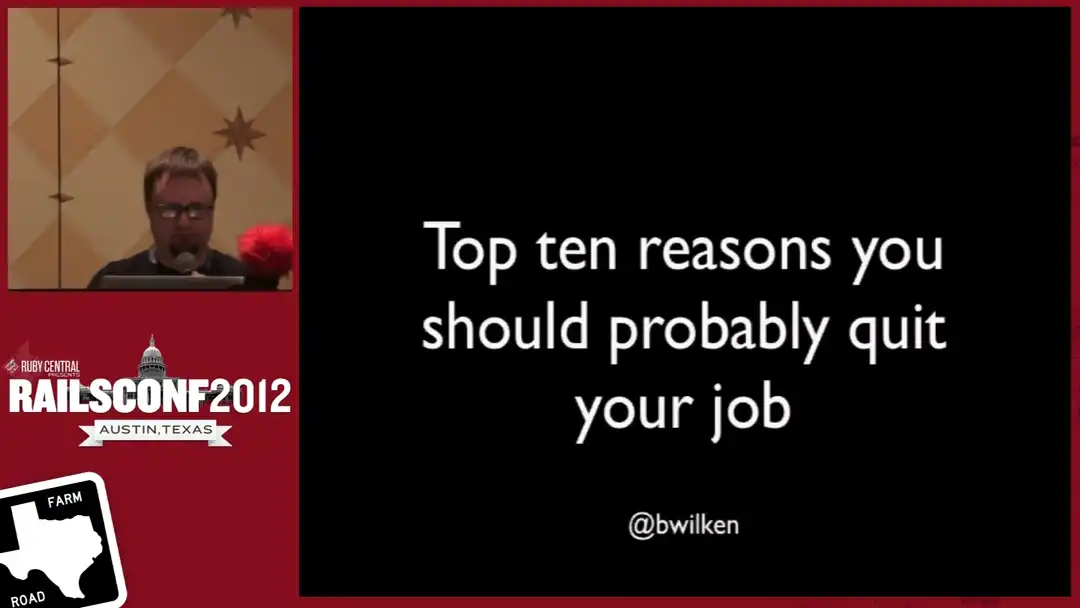 Top ten reasons you
should probably quit
your job
@bwilken
RUBY CENTRAL
PRESENTS
RAILSCONF2012
AUSTIN, TEXAS
FARM
ROAD